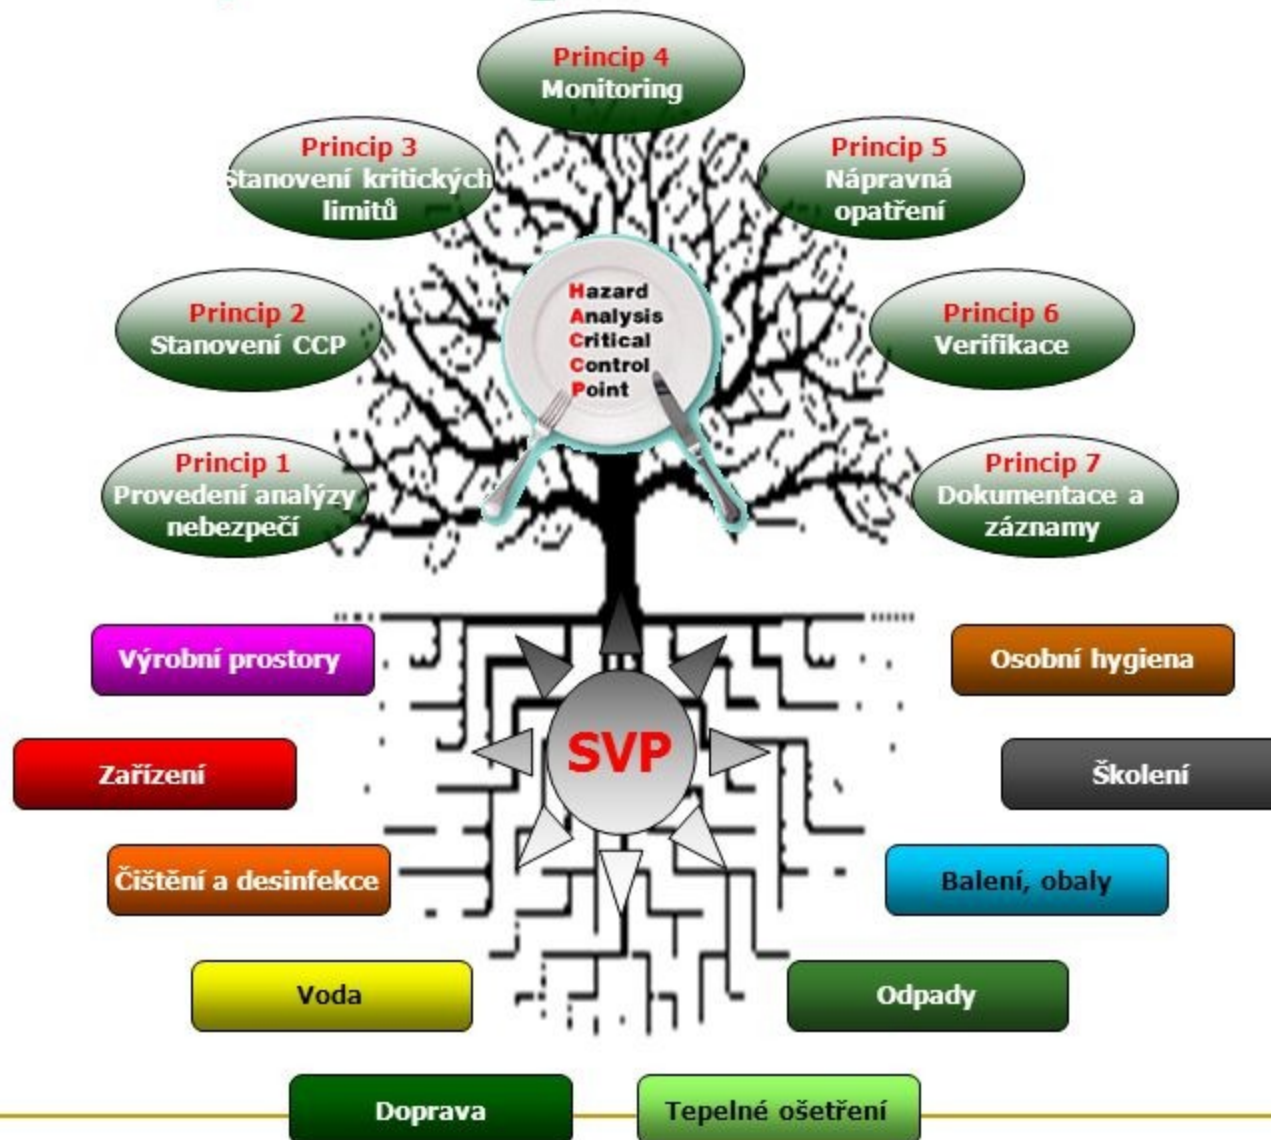 Princip 4
Monitoring
Princip 3
Stanovení kritických
limitů
Princip 5
Nápravná
opatření
Princip 2
Stanovení CCP
Hazard
Analysis
Critical
Control
Point
Princip 6
Verifikace
Princip 1
Provedení analýzy
nebezpečí
Princip 7
Dokumentace a
záznamy
Výrobní prostory
Osobní hygiena
SVP
Zařízení
Školení
Čištění a desinfekce
Balení, obaly
Voda
Odpady
Doprava
Tepelné ošetření